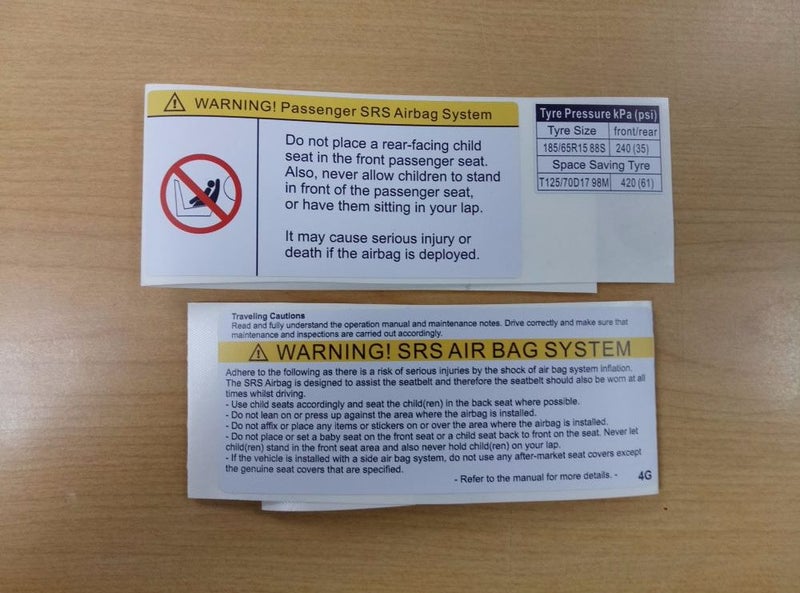 WARNING! Passenger SRS Airbag System
Do not place a rear-facing child
seat in the front passenger seat.
Also, never allow children to stand
in front of the passenger seat,
or have them sitting in your lap.
It may cause serious injury or
death if the airbag is deployed.
Tyre Pressure kPa (psi)
Tyre Size front/rear
185/65R15 88S 240 (35)
Space Saving Tyre
T125/70D17 98M 420 (61)
Traveling Cautions
Read and fully understand the operation manual and maintenance notes. Drive correctly and make sure that
maintenance and inspections are carried out accordingly.
WARNING! SRS AIR BAG SYSTEM
Adhere to the following as there is a risk of serious injuries by the shock of air bag system inflation.
The SRS Airbag is designed to assist the seatbelt and therefore the seatbelt should also be worn at all
times whilst driving.
- Use child seats accordingly and seat the child(ren) in the back seat where possible.
- Do not lean on or press up against the area where the airbag is installed.
- Do not affix or place any items or stickers on or over the area where the airbag is installed.
- Do not place or set a baby seat on the front seat or a child seat back to front on the seat. Never let
child(ren) stand in the front seat area and also never hold child(ren) on your lap.
- If the vehicle is installed with a side air bag system, do not use any after-market seat covers except
the genuine seat covers that are specified.
- Refer to the manual for more details. - 4G